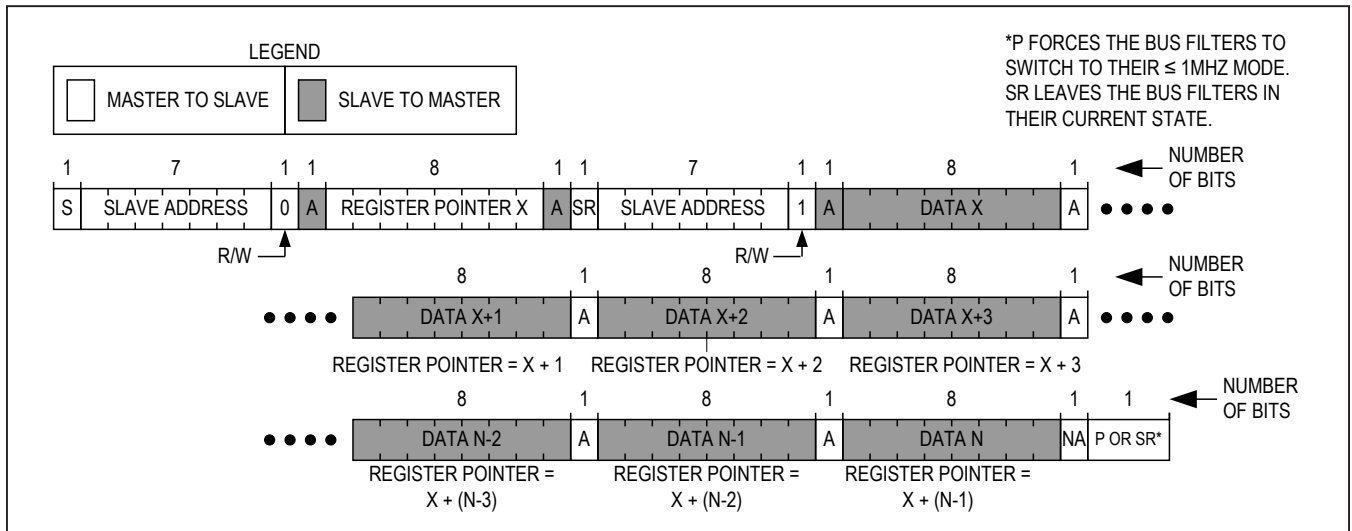 LEGEND
MASTER TO SLAVE
SLAVE TO MASTER
*P FORCES THE BUS FILTERS TO
SWITCH TO THEIR ≤ 1MHZ MODE.
SR LEAVES THE BUS FILTERS IN
THEIR CURRENT STATE.
1 7 1 1 8 1 1 7 1 1 8 1 NUMBER
OF BITS
S SLAVE ADDRESS 0 A REGISTER POINTER X A SR SLAVE ADDRESS 1 A DATA X A
R/W R/W
8 1 8 1 8 1 NUMBER
OF BITS
DATA X+1 A DATA X+2 A DATA X+3 A
REGISTER POINTER = X + 1 REGISTER POINTER = X + 2 REGISTER POINTER = X + 3
8 1 8 1 8 1 1 NUMBER
OF BITS
DATA N-2 A DATA N-1 A DATA N NA P OR SR*
REGISTER POINTER = REGISTER POINTER = REGISTER POINTER =
X + (N-3) X + (N-2) X + (N-1)